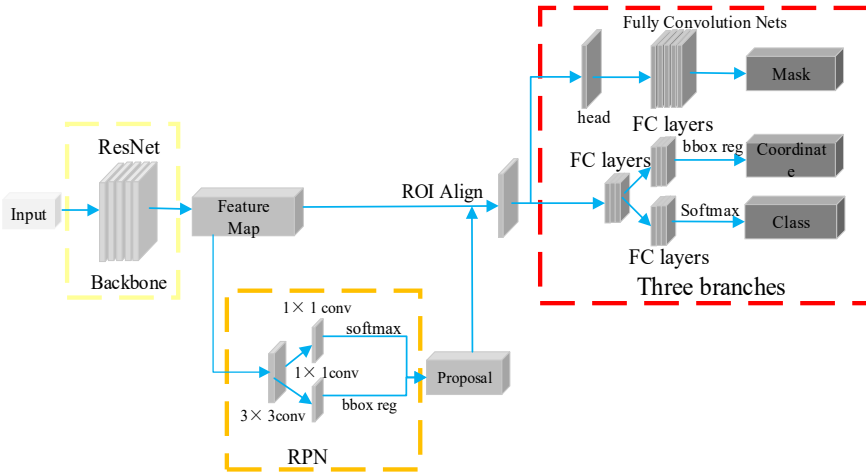 Fully Convolution Nets
Mask
head
ResNet
FC layers
bbox reg
Coordinat
e
FC layers
ROI Align
Input
Feature
Map
Softmax
Class
FC layers
Backbone
Three branches
1× 1 conv
softmax
1× 1conv
Proposal
bbox reg
3× 3conv
RPN